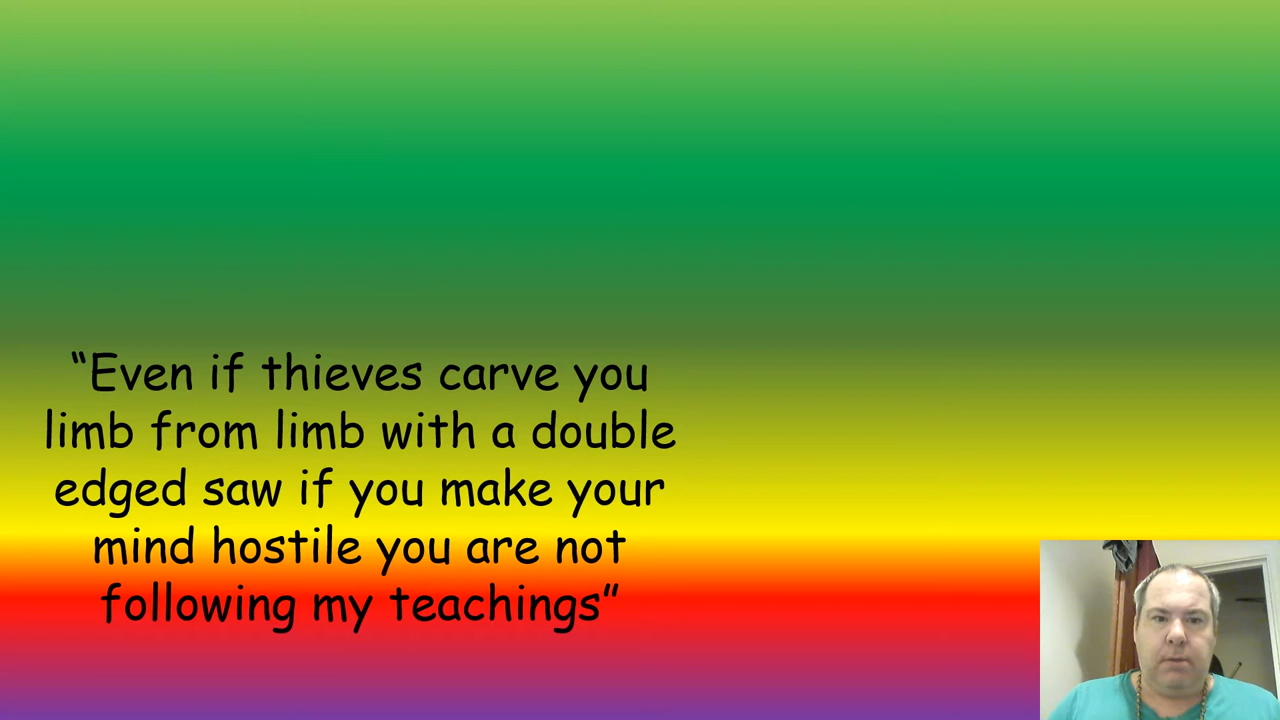 “Even if thieves carve you
limb from limb with a double
edged saw if you make your
mind hostile you are not
following my teachings”